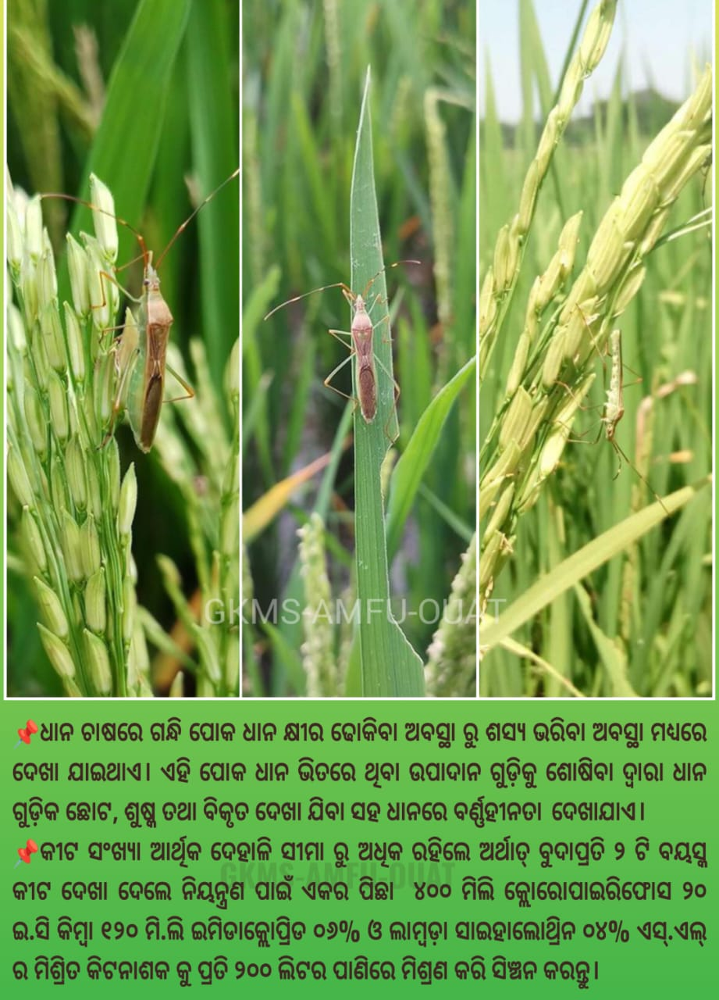 GKMS-AMFU-OUAT
📌ଧାନ ଚାଷରେ ଗନ୍ଧି ପୋକ ଧାନ କ୍ଷୀର ଢୋକିବା ଅବସ୍ଥା ରୁ ଶସ୍ୟ ଭରିବା ଅବସ୍ଥା ମଧ୍ୟରେ
ଦେଖା ଯାଇଥାଏ। ଏହି ପୋକ ଧାନ ଭିତରେ ଥିବା ଉପାଦାନ ଗୁଡ଼ିକୁ ଶୋଷିବା ଦ୍ୱାରା ଧାନ
ଗୁଡ଼ିକ ଛୋଟ, ଶୁଷ୍କ ତଥା ବିକୃତ ଦେଖା ଯିବା ସହ ଧାନରେ ବର୍ଣ୍ଣହୀନତା ଦେଖାଯାଏ।
📌କୀଟ ସଂଖ୍ୟା ଆର୍ଥିକ ଦେହାଳି ସୀମା ରୁ ଅଧିକ ରହିଲେ ଅର୍ଥାତ୍ ବୁଦାପ୍ରତି ୨ ଟି ବୟସ୍କ
GKMS-AMFU-OUAT
କୀଟ ଦେଖା ଦେଲେ ନିୟନ୍ତ୍ରଣ ପାଇଁ ଏକର ପିଛା ୪୦୦ ମିଲି କ୍ଲୋରୋପାଇରିଫୋସ ୨୦
ଇ.ସି କିମ୍ବା ୧୨୦ ମି.ଲି ଇମିଡାକ୍ଲୋପ୍ରିଡ ୦୬% ଓ ଲାମ୍ବଡ଼ା ସାଇହାଲୋଥ୍ରିନ ୦୪% ଏସ୍.ଏଲ୍
ର ମିଶ୍ରିତ କିଟନାଶକ କୁ ପ୍ରତି ୨୦୦ ଲିଟର ପାଣିରେ ମିଶ୍ରଣ କରି ସିଞ୍ଚନ କରନ୍ତୁ।